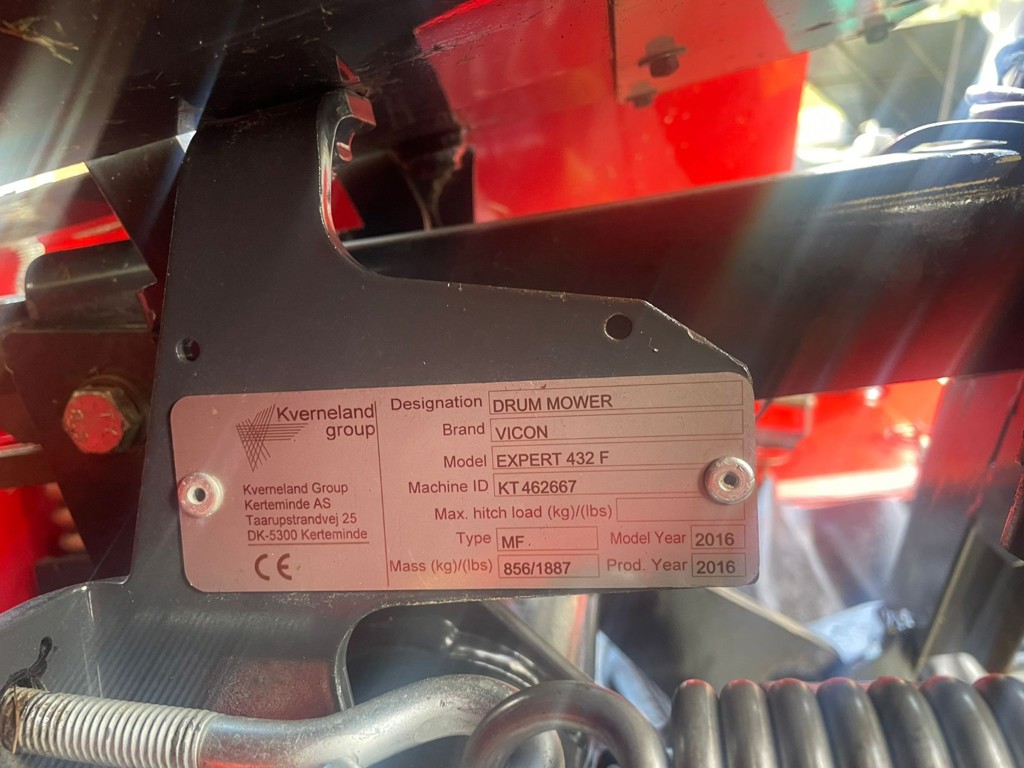 Kverneland
group
Kverneland Group
Kerteminde AS
Taarupstrandvej 25
DK-5300 Kerteminde
CE
Designation DRUM MOWER
Brand VICON
Model EXPERT 432 F
Machine ID KT 462667
Max. hitch load (kg)/(lbs)
Type MF. Model Year 2016
Mass (kg)/(lbs) 856/1887 Prod. Year 2016